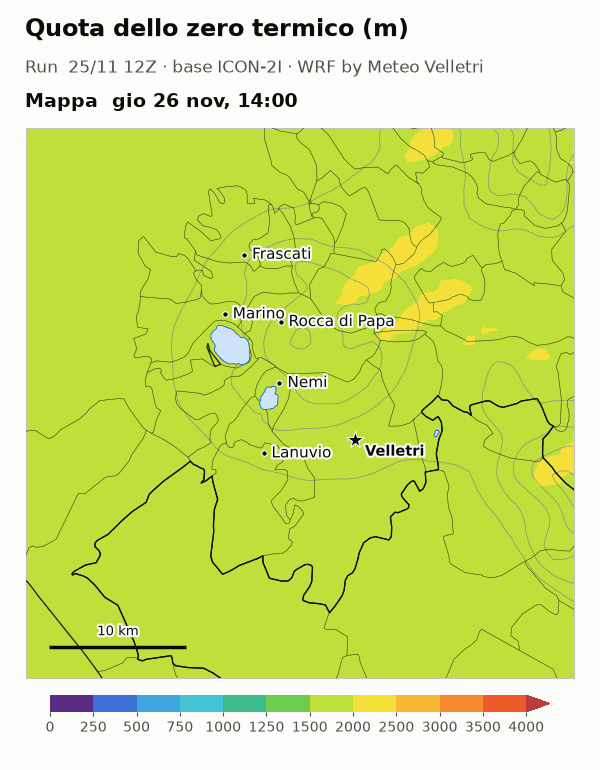 Quota dello zero termico (m)
Run  25/11 12Z · base ICON-2I · WRF by Meteo Velletri
Mappa  gio 26 nov, 14:00
Frascati
Marino
Rocca di Papa
Nemi
Velletri
Lanuvio
10 km
0 250 500 750 1000 1250 1500 2000 2500 3000 3500 4000